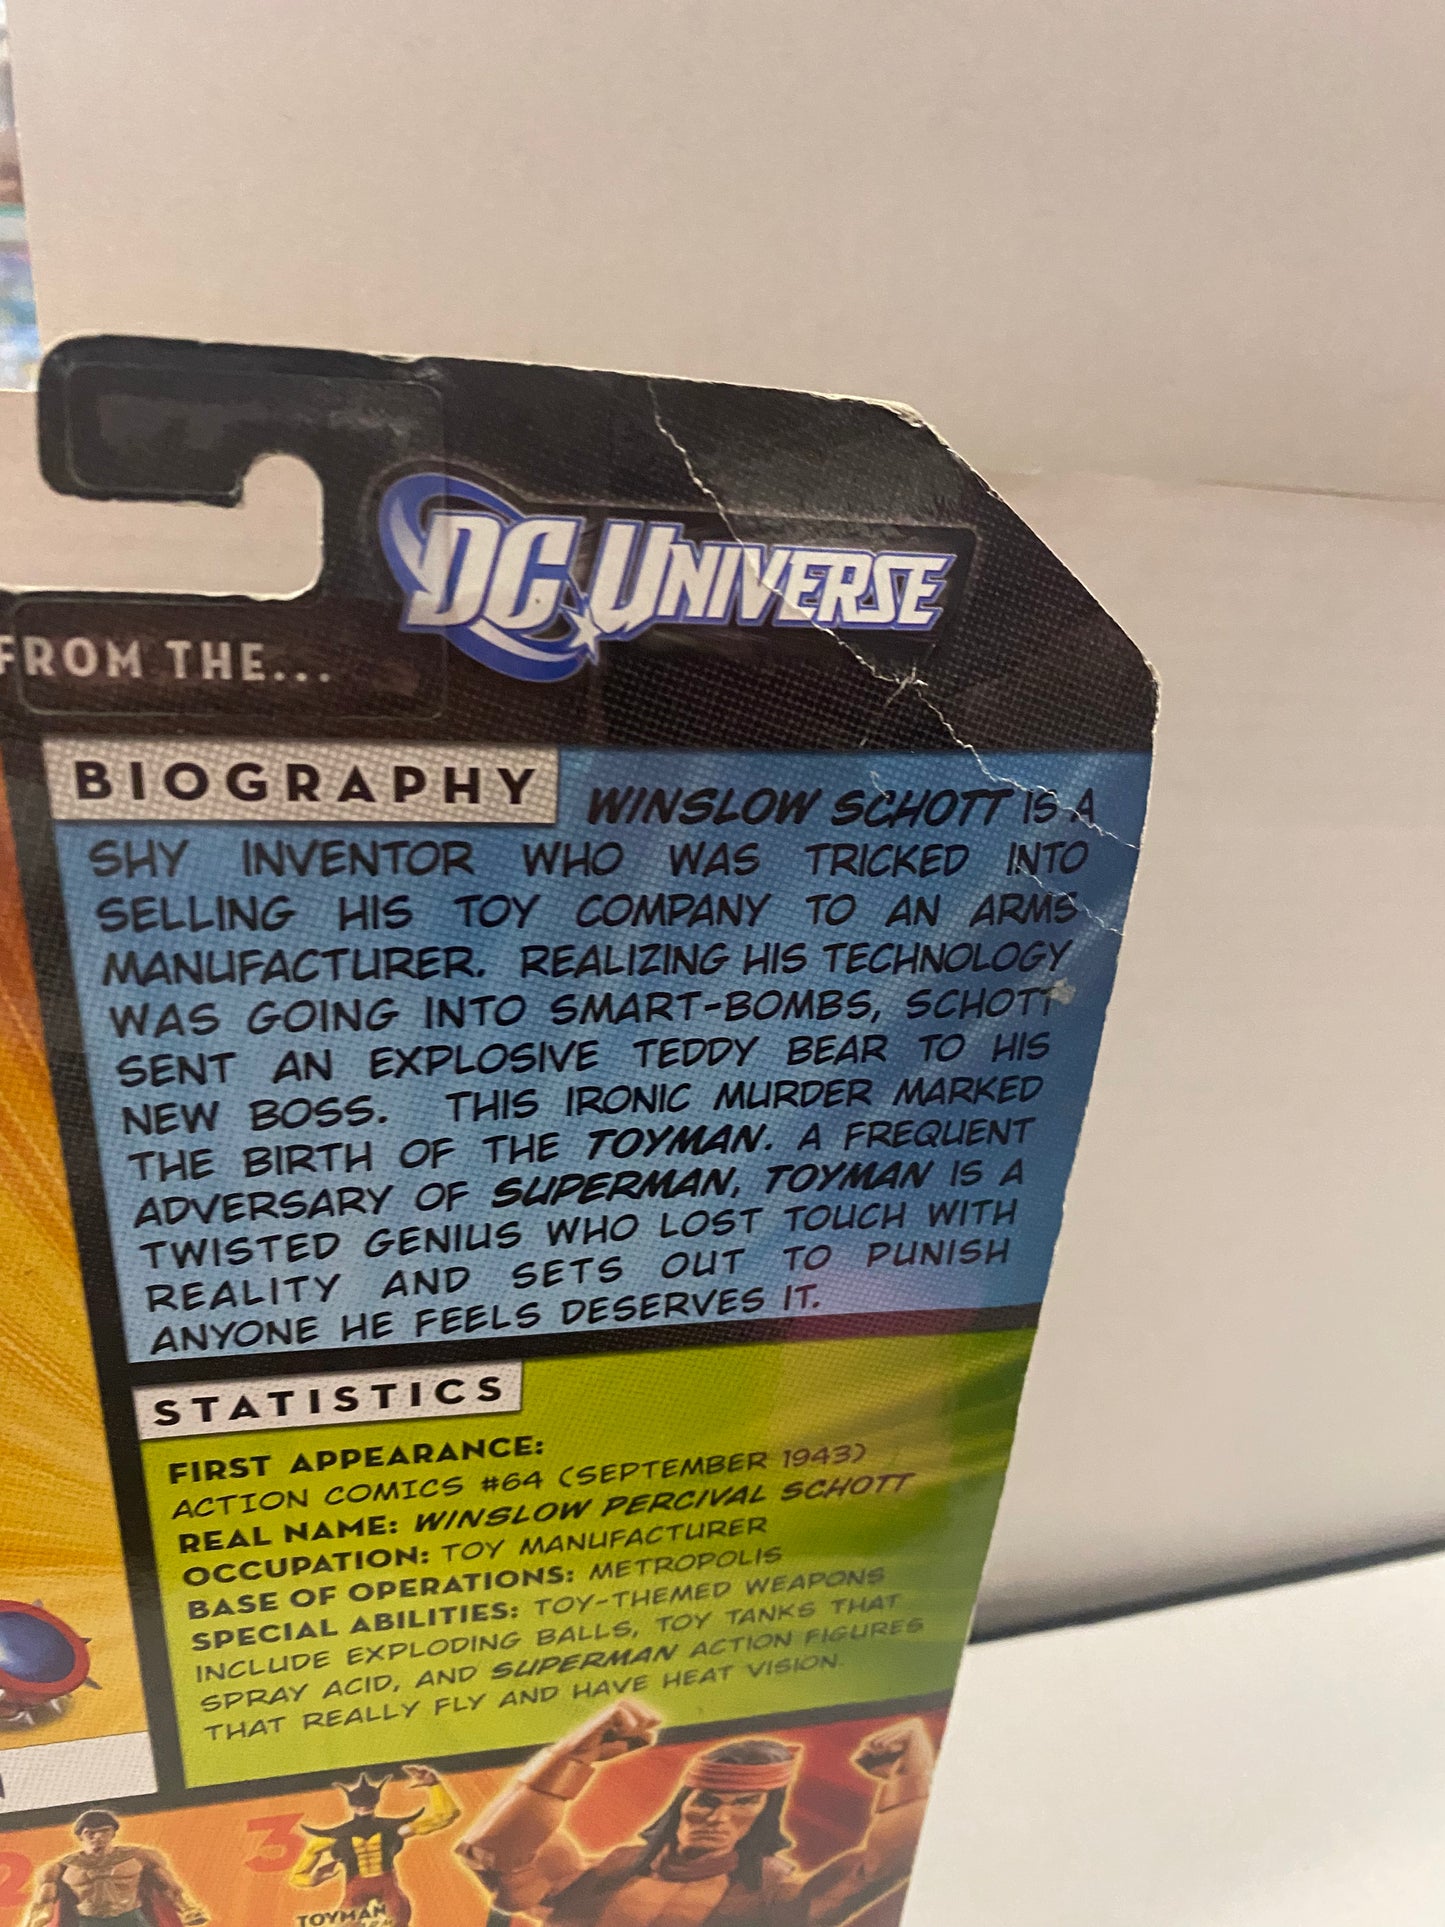 DC UNIVERSE
FROM THE...
BIOGRAPHY WINSLOW SCHOTT IS A
SHY INVENTOR WHO WAS TRICKED INTO
SELLING HIS TOY COMPANY TO AN ARMS
MANUFACTURER. REALIZING HIS TECHNOLOGY
WAS GOING INTO SMART-BOMBS, SCHOTT
SENT AN EXPLOSIVE TEDDY BEAR TO HIS
NEW BOSS. THIS IRONIC MURDER MARKED
THE BIRTH OF THE TOYMAN. A FREQUENT
ADVERSARY OF SUPERMAN, TOYMAN IS A
TWISTED GENIUS WHO LOST TOUCH WITH
REALITY AND SETS OUT TO PUNISH
ANYONE HE FEELS DESERVES IT.
STATISTICS
FIRST APPEARANCE:
ACTION COMICS #64 (SEPTEMBER 1943)
REAL NAME: WINSLOW PERCIVAL SCHOTT
OCCUPATION: TOY MANUFACTURER
BASE OF OPERATIONS: METROPOLIS
SPECIAL ABILITIES: TOY-THEMED WEAPONS
INCLUDE EXPLODING BALLS, TOY TANKS THAT
SPRAY ACID, AND SUPERMAN ACTION FIGURES
THAT REALLY FLY AND HAVE HEAT VISION.
2
3
TOYMAN